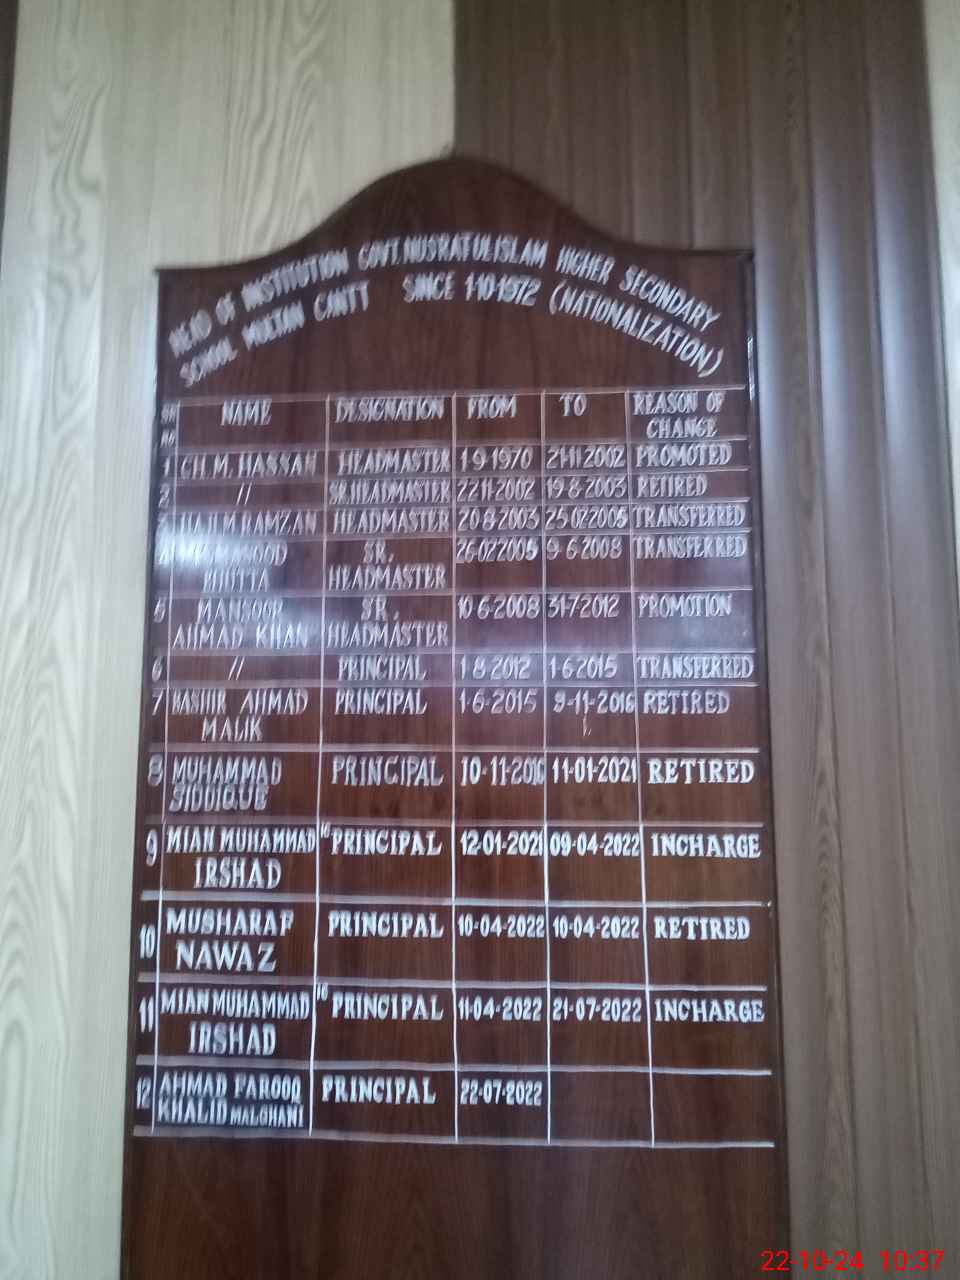 HEAD OF INSTITUTION GOVT.NUSRATULISLAM HIGHER SECONDARY
SCHOOL MULTAN CANTT SINCE 1-10-1972 (NATIONALIZATION)
SR NO NAME DESIGNATION FROM TO REASON OF CHANGE
1 CH.M. HASSAN HEADMASTER 1-9-1970 21-11-2002 PROMOTED
2 // SR.HEADMASTER 22-11-2002 19-8-2003 RETIRED
3 HAJI.M.RAMZAN HEADMASTER 20-8-2003 25-02-2005 TRANSFERRED
4 MASOOD SR. 26-02-2005 9-6-2008 TRANSFERRED
BHUTTA HEADMASTER
5 MANSOOR SR. 10-6-2008 31-7-2012 PROMOTION
AHMAD KHAN HEADMASTER
6 // PRINCIPAL 1-8-2012 1-6-2015 TRANSFERRED
7 BASHIR AHMAD PRINCIPAL 1-6-2015 9-11-2016 RETIRED
MALIK
8 MUHAMMAD PRINCIPAL 10-11-2016 11-01-2021 RETIRED
SIDDIQUE
9 MIAN MUHAMMAD PRINCIPAL 12-01-2021 09-04-2022 INCHARGE
IRSHAD
10 MUSHARAF PRINCIPAL 10-04-2022 10-04-2022 RETIRED
NAWAZ
11 MIAN MUHAMMAD PRINCIPAL 11-04-2022 21-07-2022 INCHARGE
IRSHAD
12 AHMAD FAROOQ PRINCIPAL 22-07-2022
KHALID MALGHANI
22-10-24 10:37